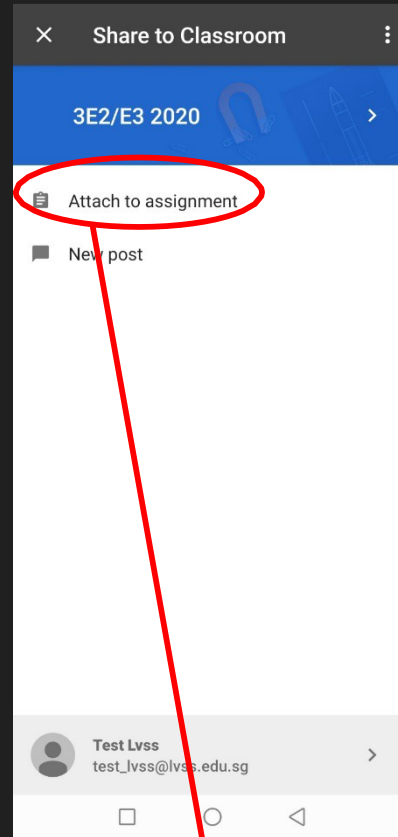 Share to Classroom
3E2/E3 2020
Attach to assignment
New post
Test Lvss
test_lvss@lvss.edu.sg